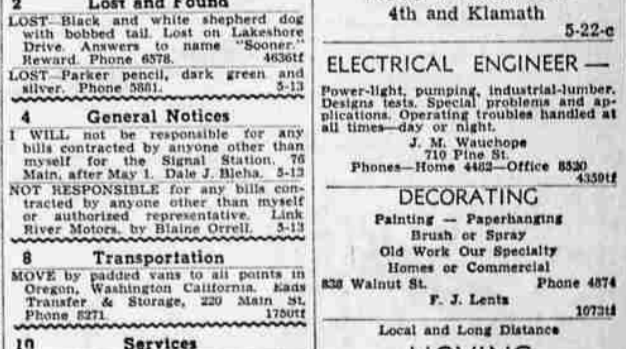 2 Lost and Found
LOST—Black and white shepherd dog
with bobbed tail. Lost on Lakeshore
Drive. Answers to name "Sooner."
Reward. Phone 6578. 4636tf
LOST—Parker pencil, dark green and
silver. Phone 5881. 5-13
4 General Notices
I WILL not be responsible for any
bills contracted by anyone other than
myself for the Signal Station, 76
Main, after May 1. Dale J. Bleha. 5-13
NOT RESPONSIBLE for any bills con-
tracted by anyone other than myself
or authorized representative. Link
River Motors, by Blaine Orrell. 5-13
8 Transportation
MOVE by padded vans to all points in
Oregon, Washington California. Eads
Transfer & Storage, 220 Main St.
Phone 8271. 1750tf
10 Services
4th and Klamath
5-22-c
ELECTRICAL ENGINEER —
Power-light, pumping, industrial-lumber.
Designs tests. Special problems and ap-
plications. Operating troubles handled at
all times—day or night.
J. M. Wauchope
710 Pine St.
Phones—Home 4482—Office 8520
4359tf
DECORATING
Painting — Paperhanging
Brush or Spray
Old Work Our Specialty
Homes or Commercial
838 Walnut St. Phone 4874
F. J. Lents
1073tf
Local and Long Distance
MOVING